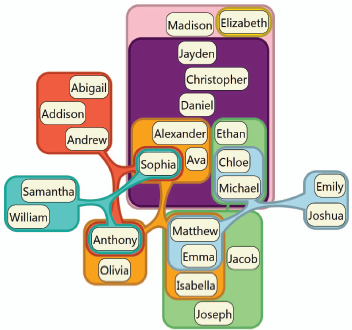 Madison
Elizabeth
Jayden
Christopher
Daniel
Abigail
Addison
Andrew
Alexander
Ethan
Sophia
Ava
Chloe
Michael
Samantha
William
Emily
Joshua
Anthony
Olivia
Matthew
Emma
Jacob
Isabella
Joseph